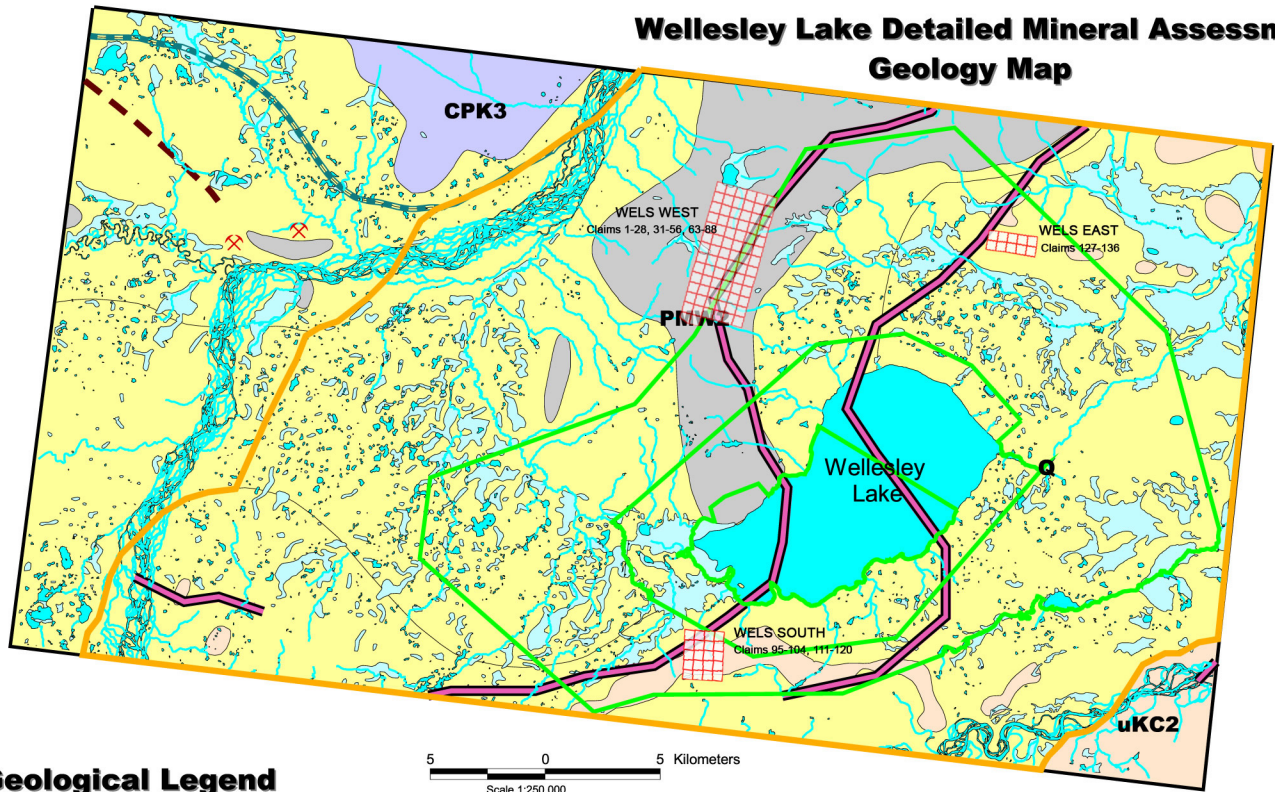 Wellesley Lake Detailed Mineral Assessm
Geology Map
CPK3
WELS WEST
Claims 1-28, 31-56, 63-88
WELS EAST
Claims 127-136
PMW2
Wellesley
Lake
Q
WELS SOUTH
Claims 95-104, 111-120
uKC2
5 0 5 Kilometers
Scale 1:250,000
eological Legend